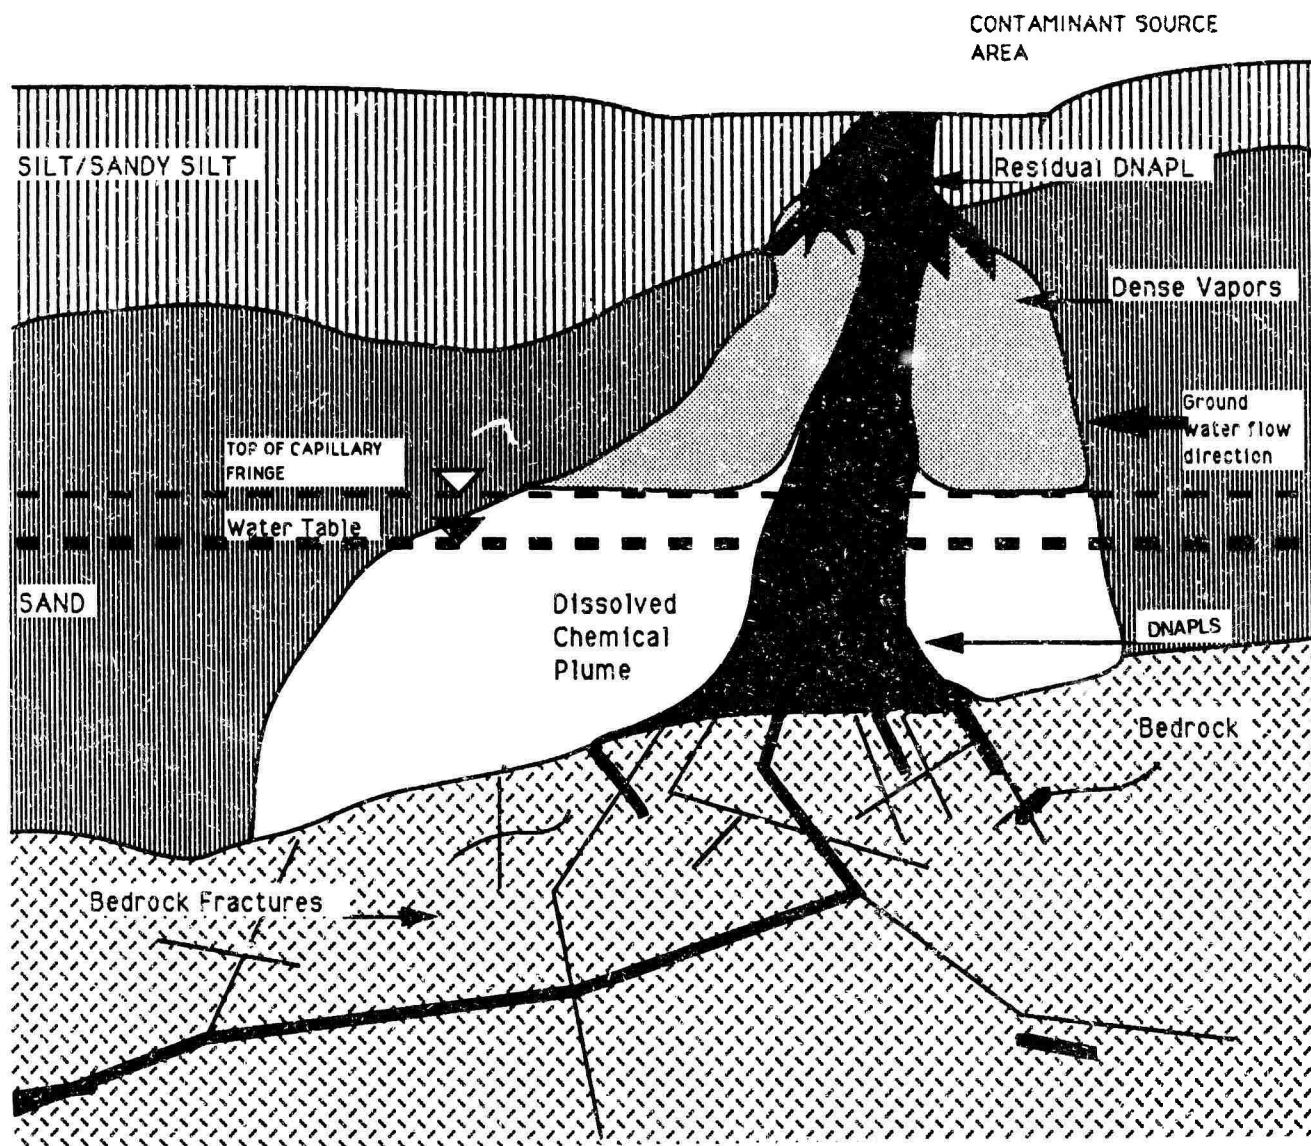 CONTAMINANT SOURCE
AREA
SILT/SANDY SILT
Residual DNAPL
Dense Vapors
Ground
water flow
direction
TOP OF CAPILLARY
FRINGE
Water Table
SAND
Dissolved
Chemical
Plume
DNAPLS
Bedrock
Bedrock Fractures